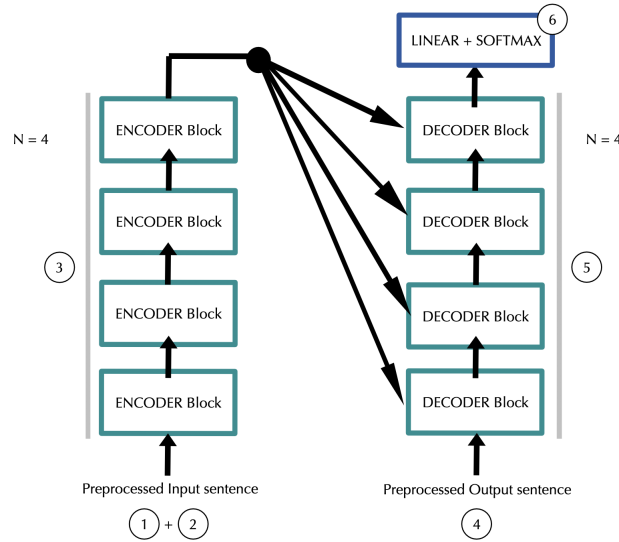 6
LINEAR + SOFTMAX
N = 4
ENCODER Block
ENCODER Block
ENCODER Block
ENCODER Block
3
Preprocessed Input sentence
1 + 2
DECODER Block
DECODER Block
DECODER Block
DECODER Block
N = 4
5
Preprocessed Output sentence
4